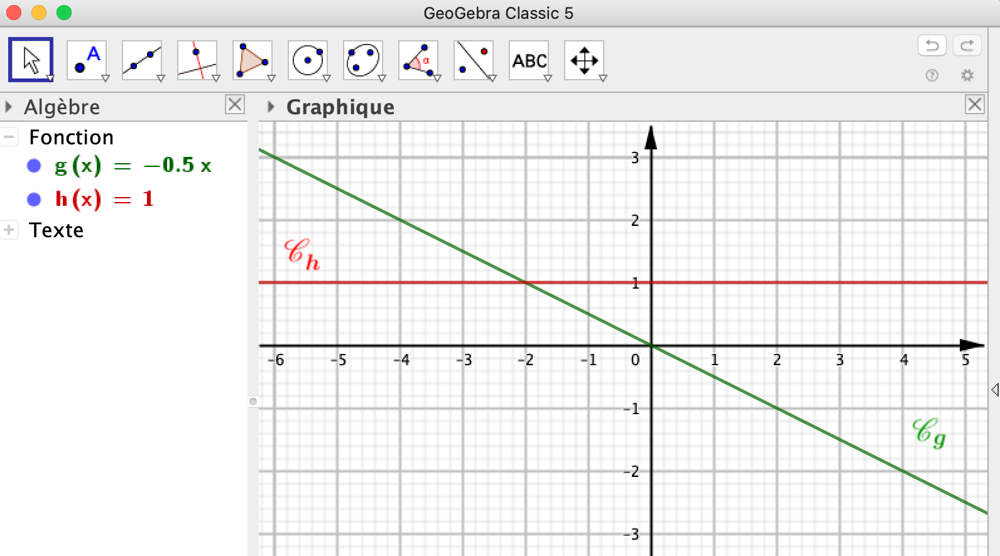 GeoGebra Classic 5
A
α
ABC
Algèbre
Graphique
Fonction
g(x) = −0.5 x
h(x) = 1
Texte
3
2
𝒞h
1
-6 -5 -4 -3 -2 -1 0 1 2 3 4 5
-1
𝒞g
-2
-3